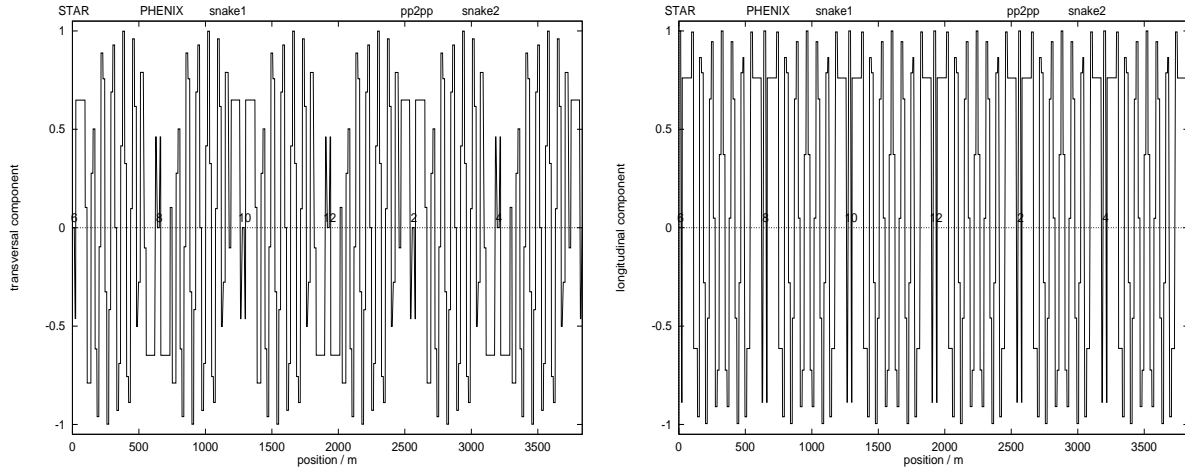 STAR PHENIX snake1 pp2pp snake2
1
0.5
0
-0.5
-1
transversal component
6 8 10 12 2 4
0 500 1000 1500 2000 2500 3000 3500
position / m
STAR PHENIX snake1 pp2pp snake2
1
0.5
0
-0.5
-1
longitudinal component
6 8 10 12 2 4
0 500 1000 1500 2000 2500 3000 3500
position / m